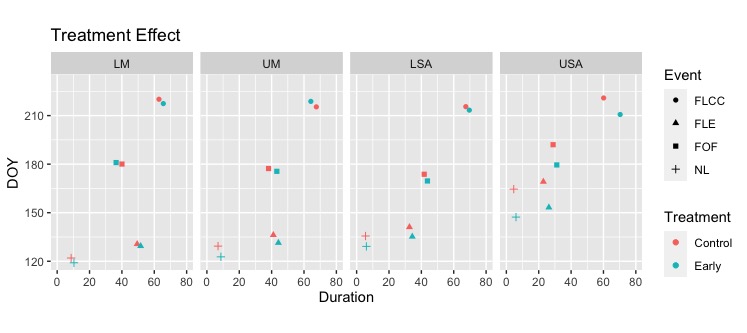 Treatment Effect
LM UM LSA USA
210
180
150
120
DOY
0 20 40 60 80 0 20 40 60 80 0 20 40 60 80 0 20 40 60 80
Duration
Event
FLCC
FLE
FOF
NL
Treatment
Control
Early